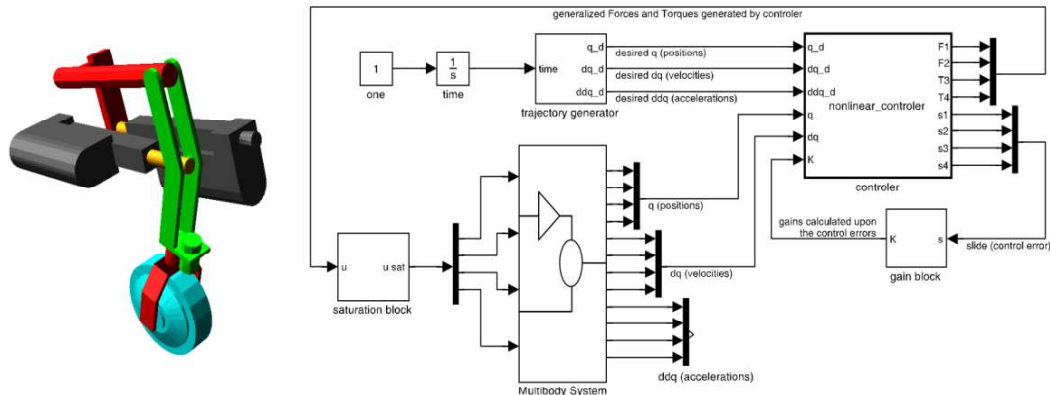 generalized Forces and Torques generated by controler
1
one
1
s
time
time
q_d
dq_d
ddq_d
trajectory generator
desired q (positions)
desired dq (velocities)
desired ddq (accelerations)
q_d
dq_d
ddq_d
q
dq
K
nonlinear_controler
F1
F2
T3
T4
s1
s2
s3
s4
controler
q (positions)
dq (velocities)
ddq (accelerations)
gains calculated upon
the control errors
K
s
gain block
slide (control error)
u
u sat
saturation block
Multibody System